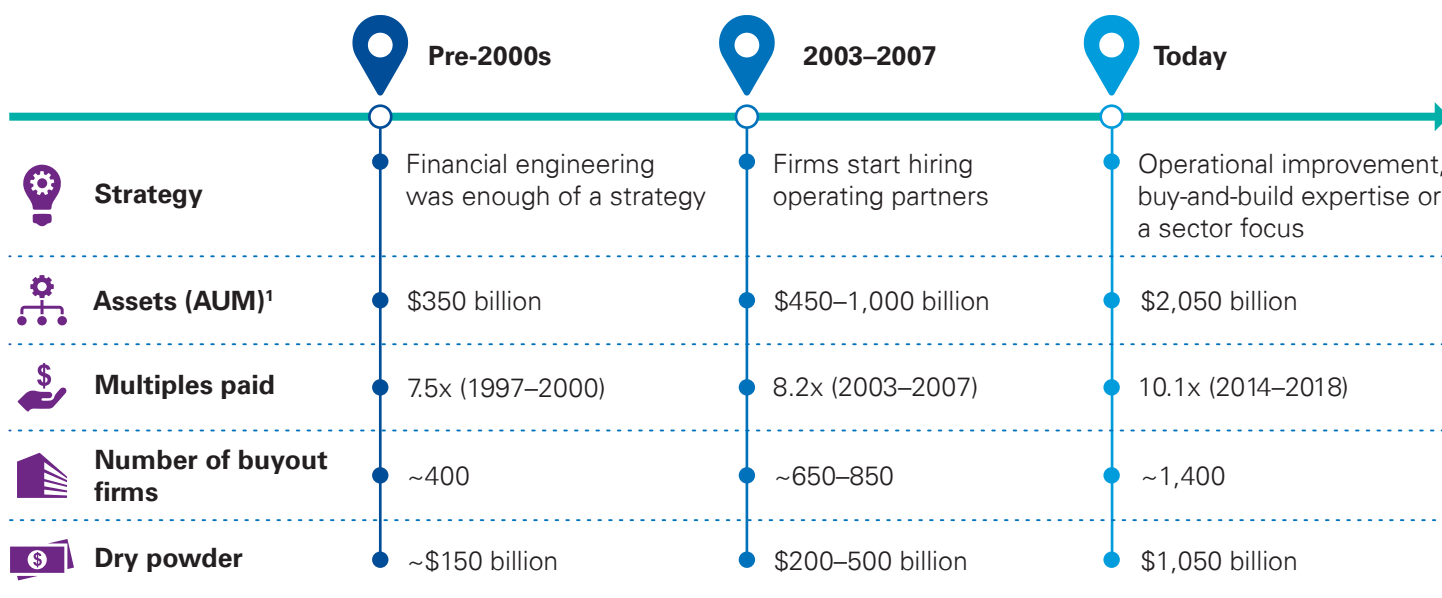 Pre-2000s
2003–2007
Today
Strategy
Financial engineering
was enough of a strategy
Firms start hiring
operating partners
Operational improvement,
buy-and-build expertise or
a sector focus
Assets (AUM)¹
$350 billion
$450–1,000 billion
$2,050 billion
$
Multiples paid
7.5x (1997–2000)
8.2x (2003–2007)
10.1x (2014–2018)
Number of buyout
firms
~400
~650–850
~1,400
$
Dry powder
~$150 billion
$200–500 billion
$1,050 billion